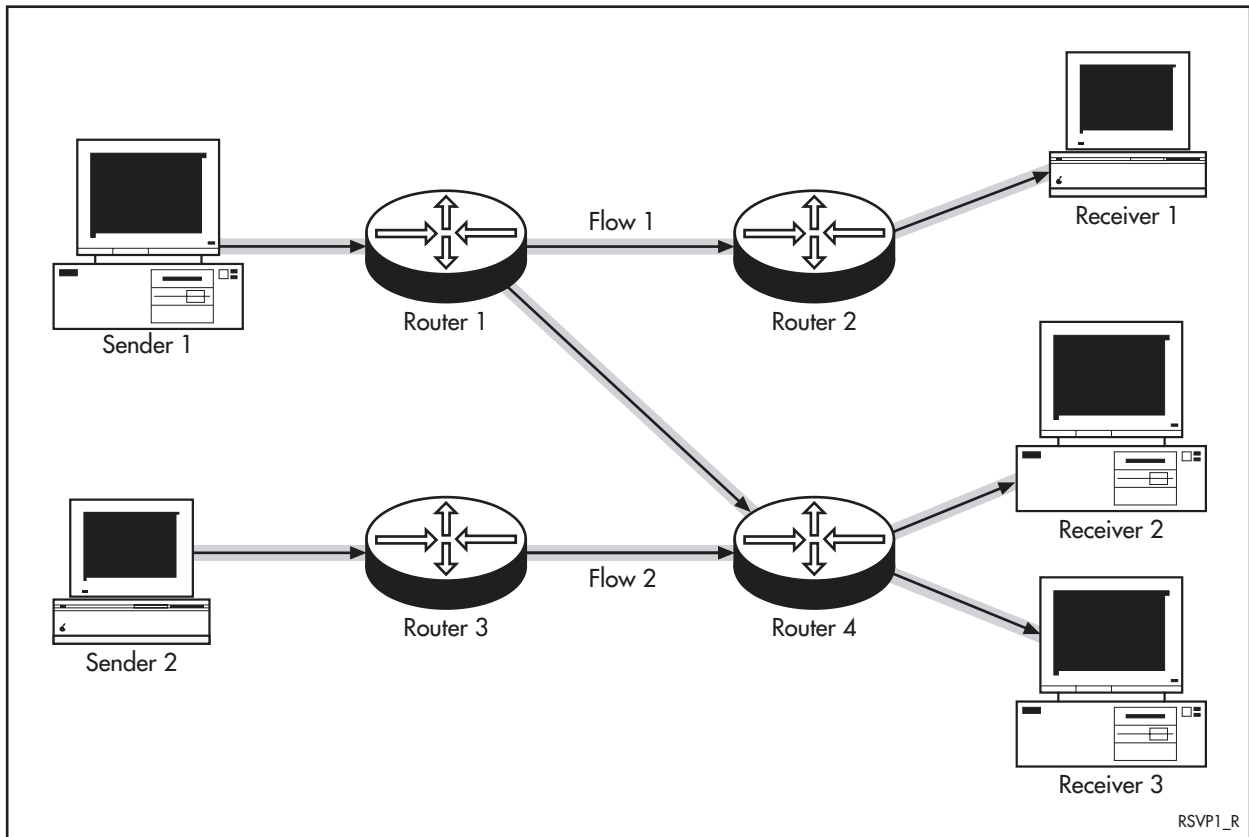 Flow 1
Receiver 1
Router 1
Router 2
Sender 1
Receiver 2
Flow 2
Router 3
Router 4
Sender 2
Receiver 3
RSVP1_R